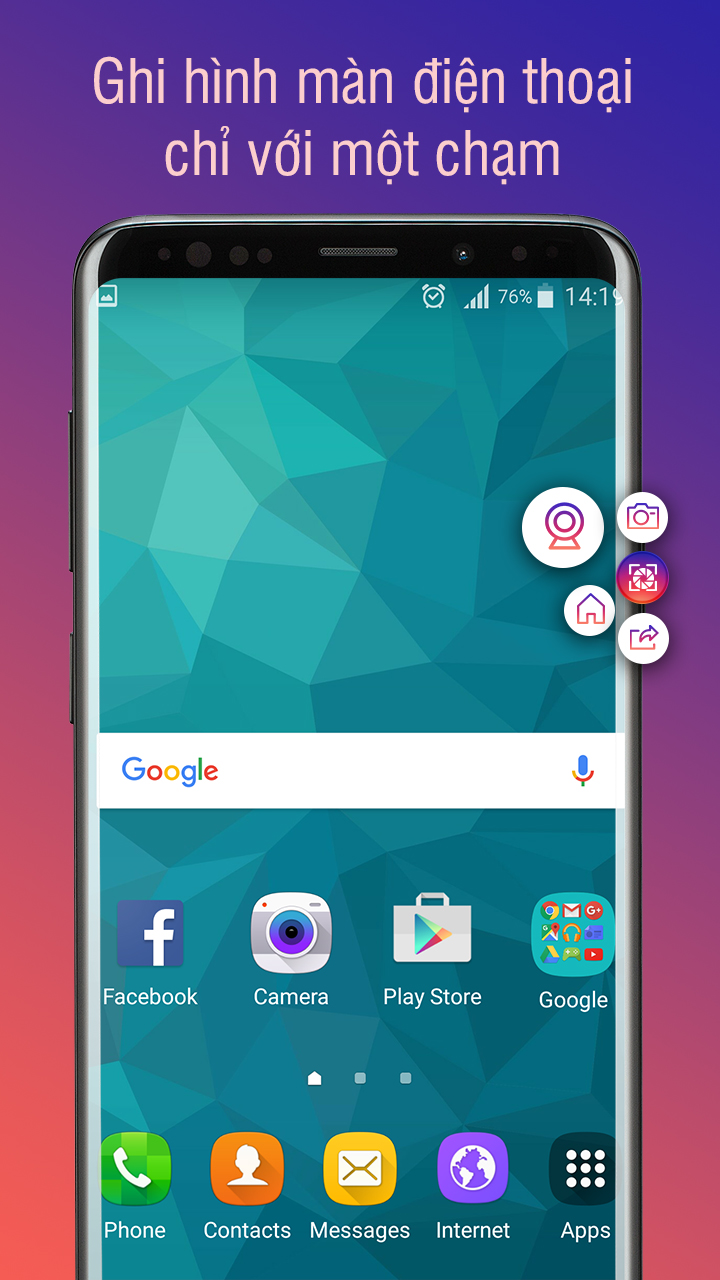 Ghi hình màn điện thoại
chỉ với một chạm
76% 14:19
Google
Facebook Camera Play Store Google
Phone Contacts Messages Internet Apps